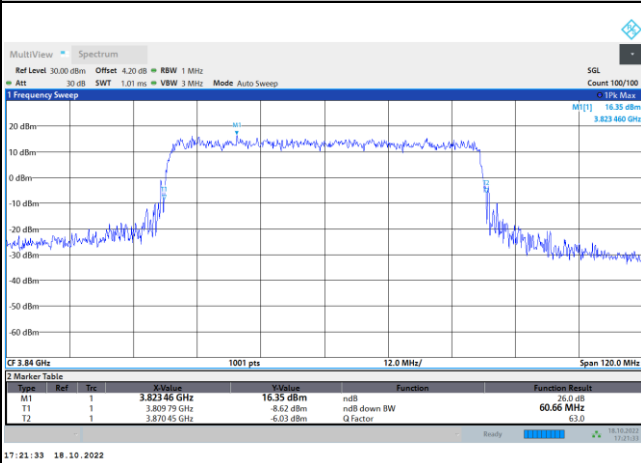 MultiView Spectrum
Ref Level 30.00 dBm Offset 4.20 dB RBW 1 MHz SGL
Att 30 dB SWT 1.01 ms VBW 3 MHz Mode Auto Sweep Count 100/100
1 Frequency Sweep 1Pk Max
M1[1] 16.35 dBm
3.823 460 GHz
M1
20 dBm
10 dBm
0 dBm
T1
T2
-10 dBm
-20 dBm
-30 dBm
-40 dBm
-50 dBm
-60 dBm
CF 3.84 GHz 1001 pts 12.0 MHz/ Span 120.0 MHz
2 Marker Table
Type Ref Trc X-Value Y-Value Function Function Result
M1 1 3.823 46 GHz 16.35 dBm ndB 26.0 dB
T1 1 3.809 79 GHz -8.62 dBm ndB down BW 60.66 MHz
T2 1 3.870 45 GHz -6.03 dBm Q Factor 63.0
Ready 18.10.2022
17:21:33
17:21:33 18.10.2022